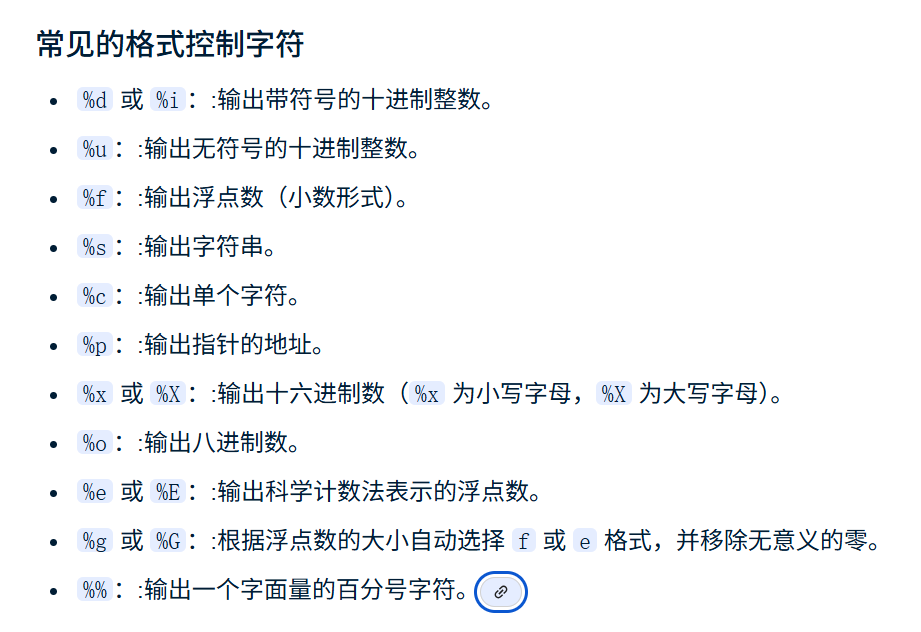 常见的格式控制字符
%d 或 %i：:输出带符号的十进制整数。
%u：:输出无符号的十进制整数。
%f：:输出浮点数（小数形式）。
%s：:输出字符串。
%c：:输出单个字符。
%p：:输出指针的地址。
%x 或 %X：:输出十六进制数（%x 为小写字母，%X 为大写字母）。
%o：:输出八进制数。
%e 或 %E：:输出科学计数法表示的浮点数。
%g 或 %G：:根据浮点数的大小自动选择 f 或 e 格式，并移除无意义的零。
%%：:输出一个字面量的百分号字符。